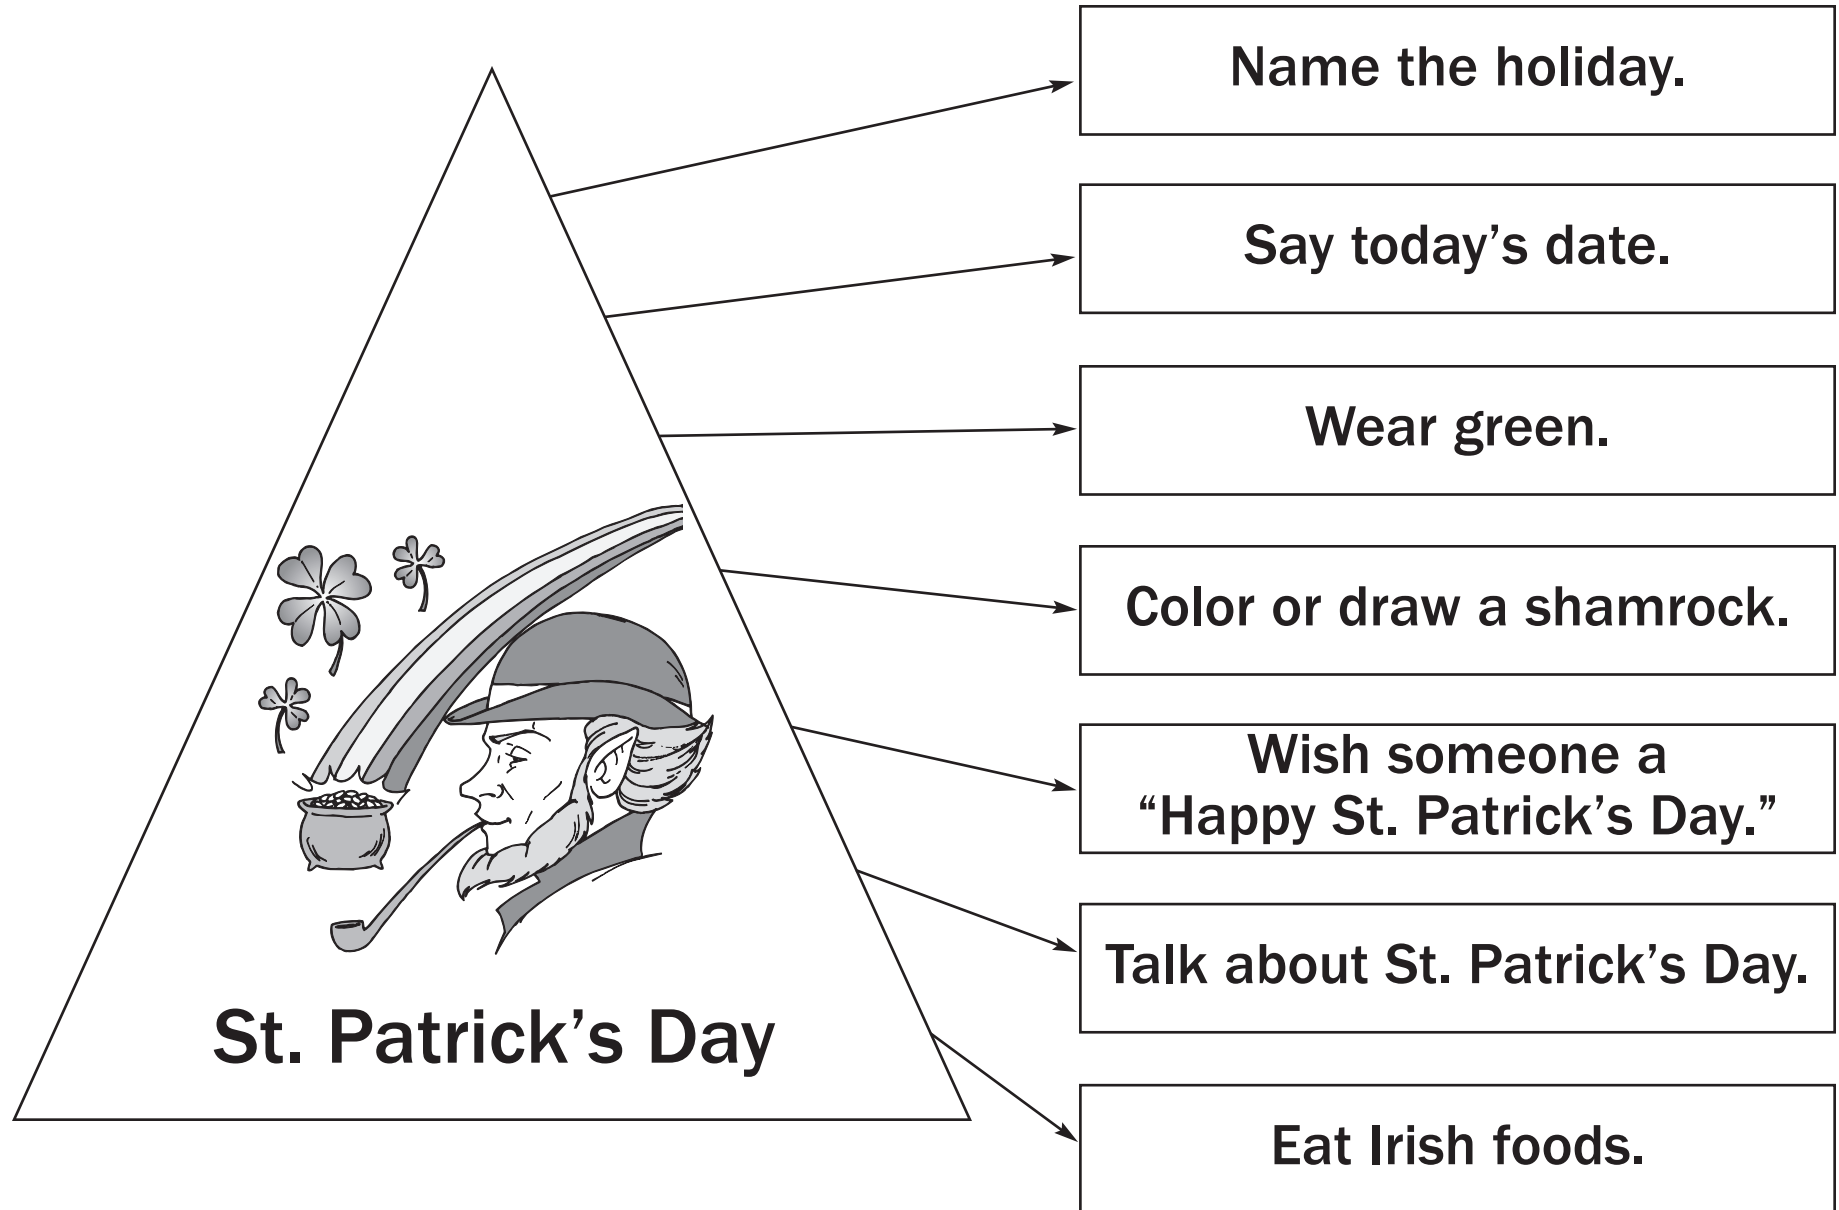 Name the holiday.
Say today’s date.
Wear green.
Color or draw a shamrock.
Wish someone a
“Happy St. Patrick’s Day.”
Talk about St. Patrick’s Day.
Eat Irish foods.
St. Patrick’s Day